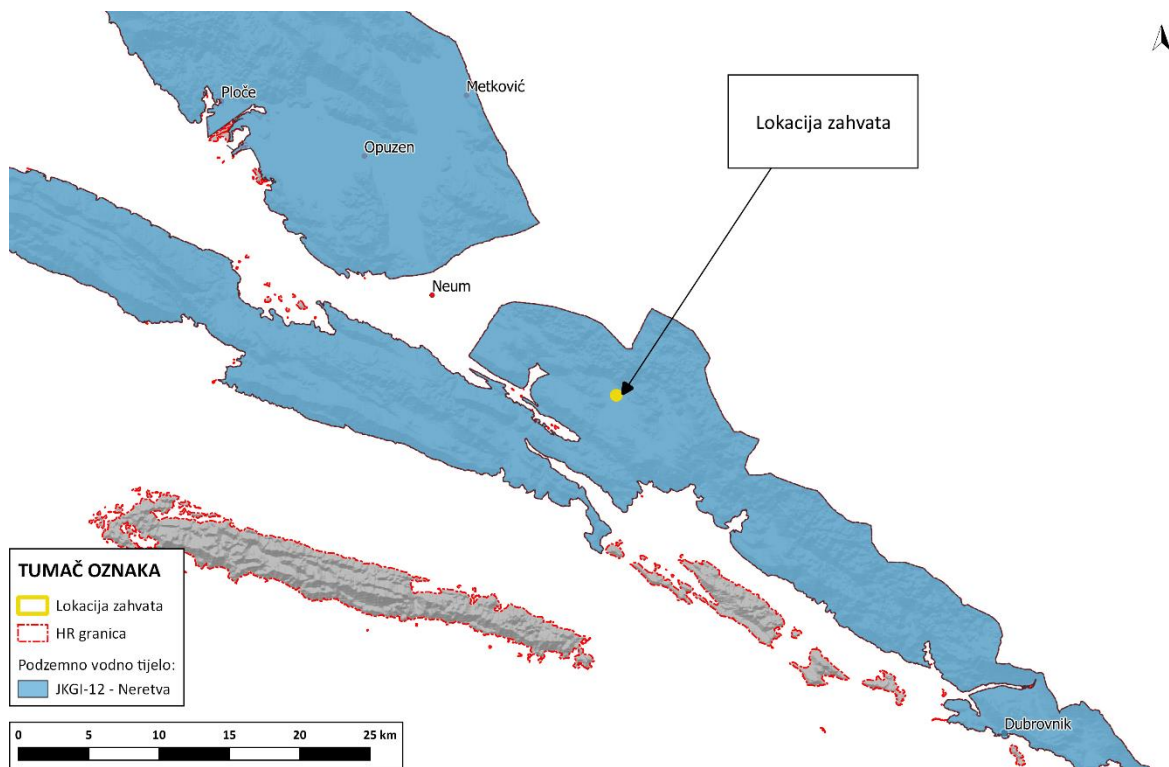 Ploče
Metković
Opuzen
Neum
Lokacija zahvata
Dubrovnik
TUMAČ OZNAKA
Lokacija zahvata
HR granica
Podzemno vodno tijelo:
JKGI-12 - Neretva
0 5 10 15 20 25 km